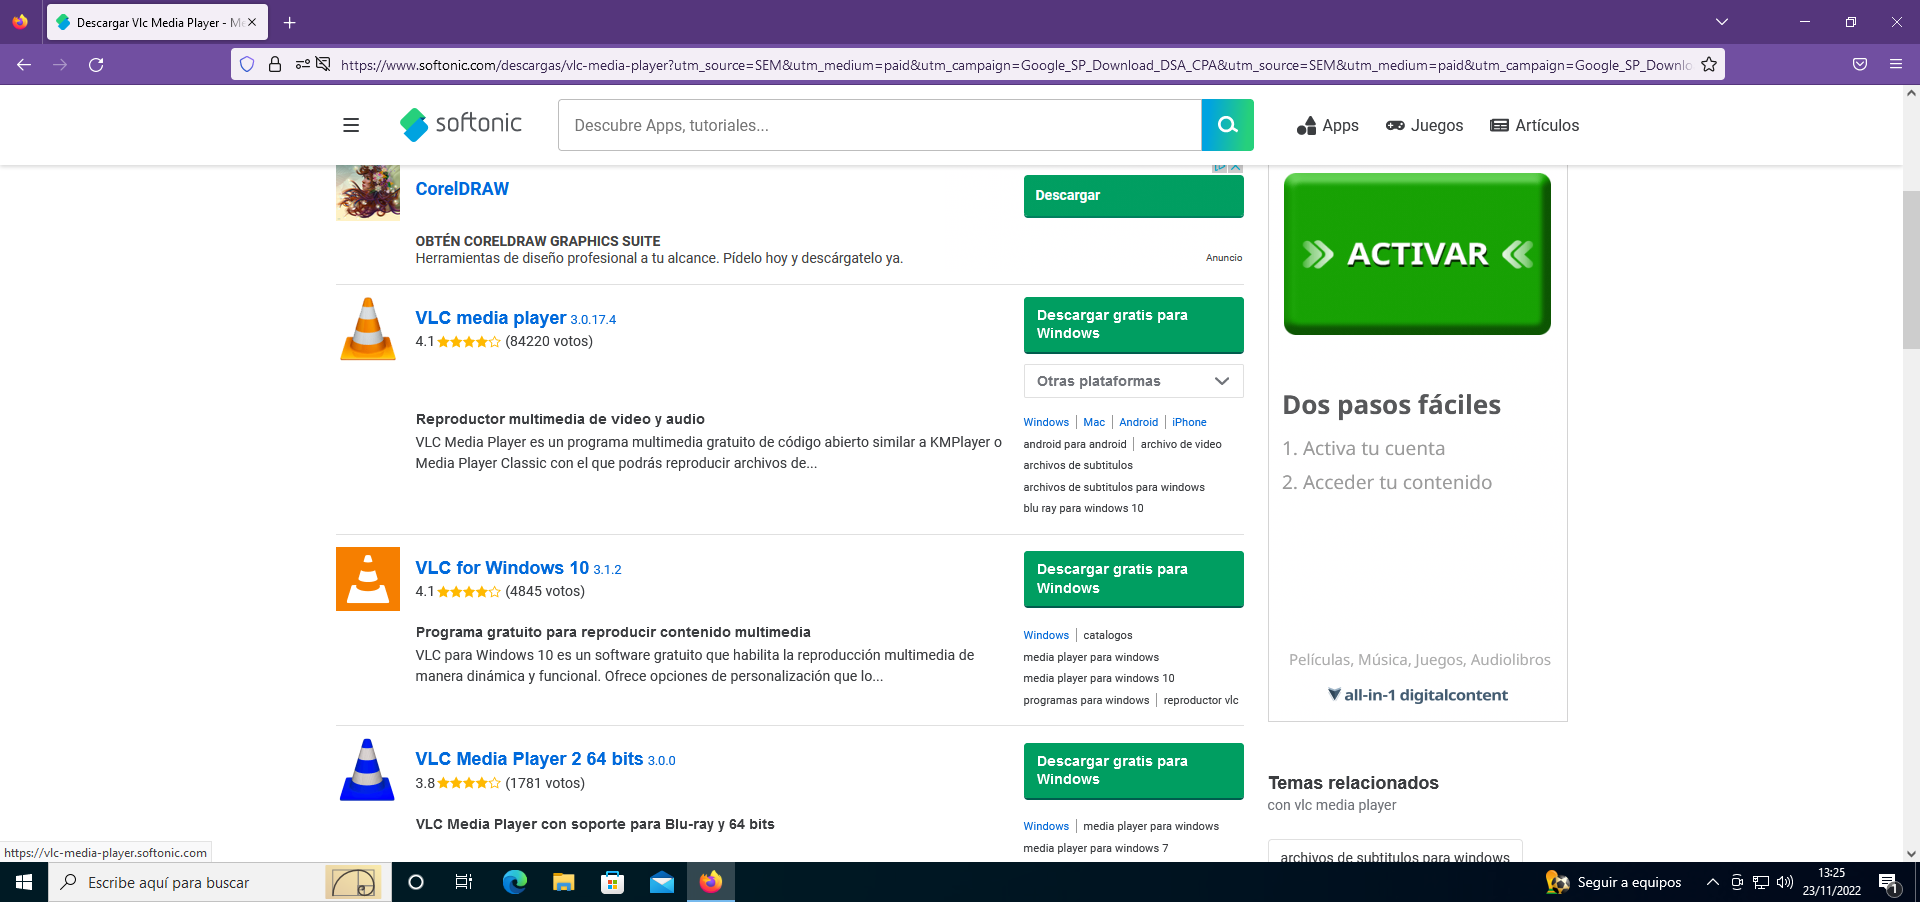 Descargar Vlc Media Player - Me
https://www.softonic.com/descargas/vlc-media-player?utm_source=SEM&utm_medium=paid&utm_campaign=Google_SP_Download_DSA_CPA&utm_source=SEM&utm_medium=paid&utm_campaign=Google_SP_Downlo
softonic
Descubre Apps, tutoriales...
Apps
Juegos
Artículos
CorelDRAW
Descargar
OBTÉN CORELDRAW GRAPHICS SUITE
Herramientas de diseño profesional a tu alcance. Pídelo hoy y descárgatelo ya.
Anuncio
VLC media player 3.0.17.4
4.1 (84220 votos)
Descargar gratis para
Windows
Otras plataformas
Reproductor multimedia de vídeo y audio
VLC Media Player es un programa multimedia gratuito de código abierto similar a KMPlayer o
Media Player Classic con el que podrás reproducir archivos de...
Windows | Mac | Android | iPhone
android para android | archivo de video
archivos de subtitulos
archivos de subtitulos para windows
blu ray para windows 10
VLC for Windows 10 3.1.2
4.1 (4845 votos)
Descargar gratis para
Windows
Programa gratuito para reproducir contenido multimedia
VLC para Windows 10 es un software gratuito que habilita la reproducción multimedia de
manera dinámica y funcional. Ofrece opciones de personalización que lo...
Windows | catalogos
media player para windows
media player para windows 10
programas para windows | reproductor vlc
VLC Media Player 2 64 bits 3.0.0
3.8 (1781 votos)
Descargar gratis para
Windows
VLC Media Player con soporte para Blu-ray y 64 bits
Windows | media player para windows
media player para windows 7
ACTIVAR
Dos pasos fáciles
1. Activa tu cuenta
2. Acceder tu contenido
Películas, Música, Juegos, Audiolibros
all-in-1 digitalcontent
Temas relacionados
con vlc media player
archivos de subtitulos para windows
https://vlc-media-player.softonic.com
Escribe aquí para buscar
Seguir a equipos
13:25
23/11/2022
1